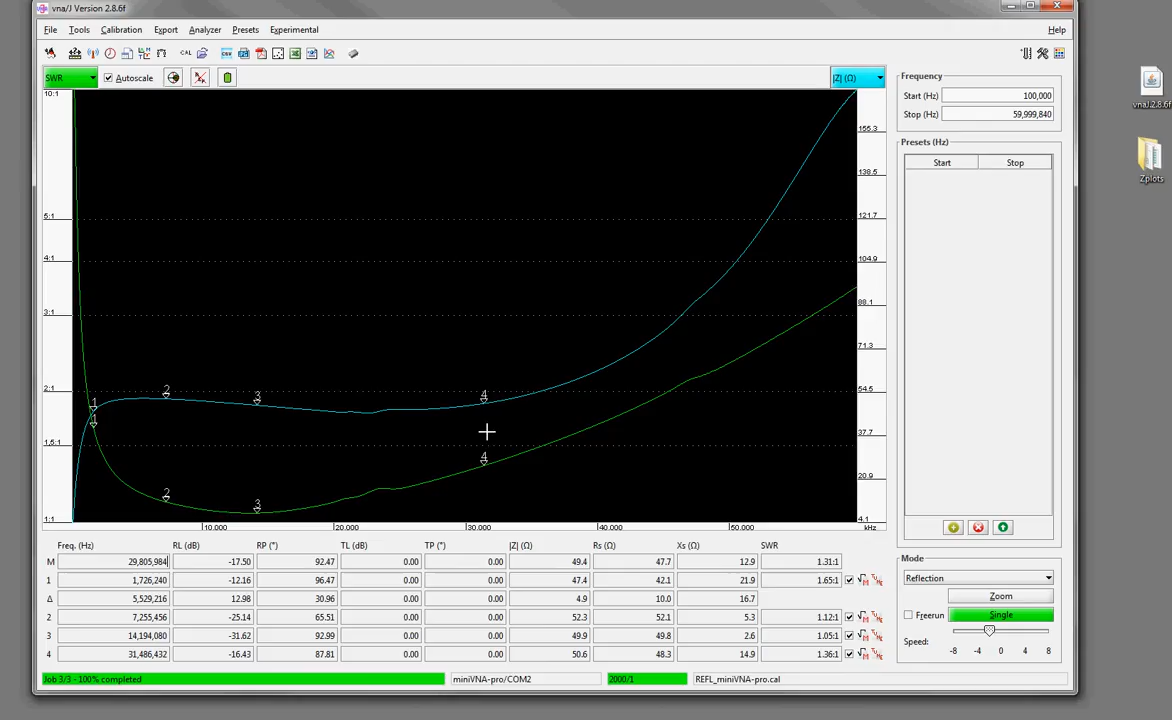 vna/J Version 2.8.6f
File Tools Calibration Export Analyzer Presets Experimental Help
SWR Autoscale |Z| (Ω)
10:1
5:1
4:1
3:1
2:1
1,5:1
1:1
155.3
138.5
121.7
104.9
88.1
71.3
54.5
37.7
20.9
4.1
1 2 3 4
1 2 3 4
10.000 20.000 30.000 40.000 50.000 kHz
Freq. (Hz) RL (dB) RP (°) TL (dB) TP (°) |Z| (Ω) Rs (Ω) Xs (Ω) SWR
M 29,805,984 -17.50 92.47 0.00 0.00 49.4 47.7 12.9 1.31:1
1 1,726,240 -12.16 96.47 0.00 0.00 47.4 42.1 21.9 1.65:1
Δ 5,529,216 12.98 30.96 0.00 0.00 4.9 10.0 16.7
2 7,255,456 -25.14 65.51 0.00 0.00 52.3 52.1 5.3 1.12:1
3 14,194,080 -31.62 92.99 0.00 0.00 49.9 49.8 2.6 1.05:1
4 31,486,432 -16.43 87.81 0.00 0.00 50.6 48.3 14.9 1.36:1
Job 3/3 - 100% completed miniVNA-pro/COM2 2000/1 REFL_miniVNA-pro.cal
Frequency
Start (Hz) 100,000
Stop (Hz) 59,999,840
Presets (Hz)
Start Stop
Mode
Reflection
Zoom
Freerun Single
Speed:
-8 -4 0 4 8
vnaJ.2.8.6f
Zplots